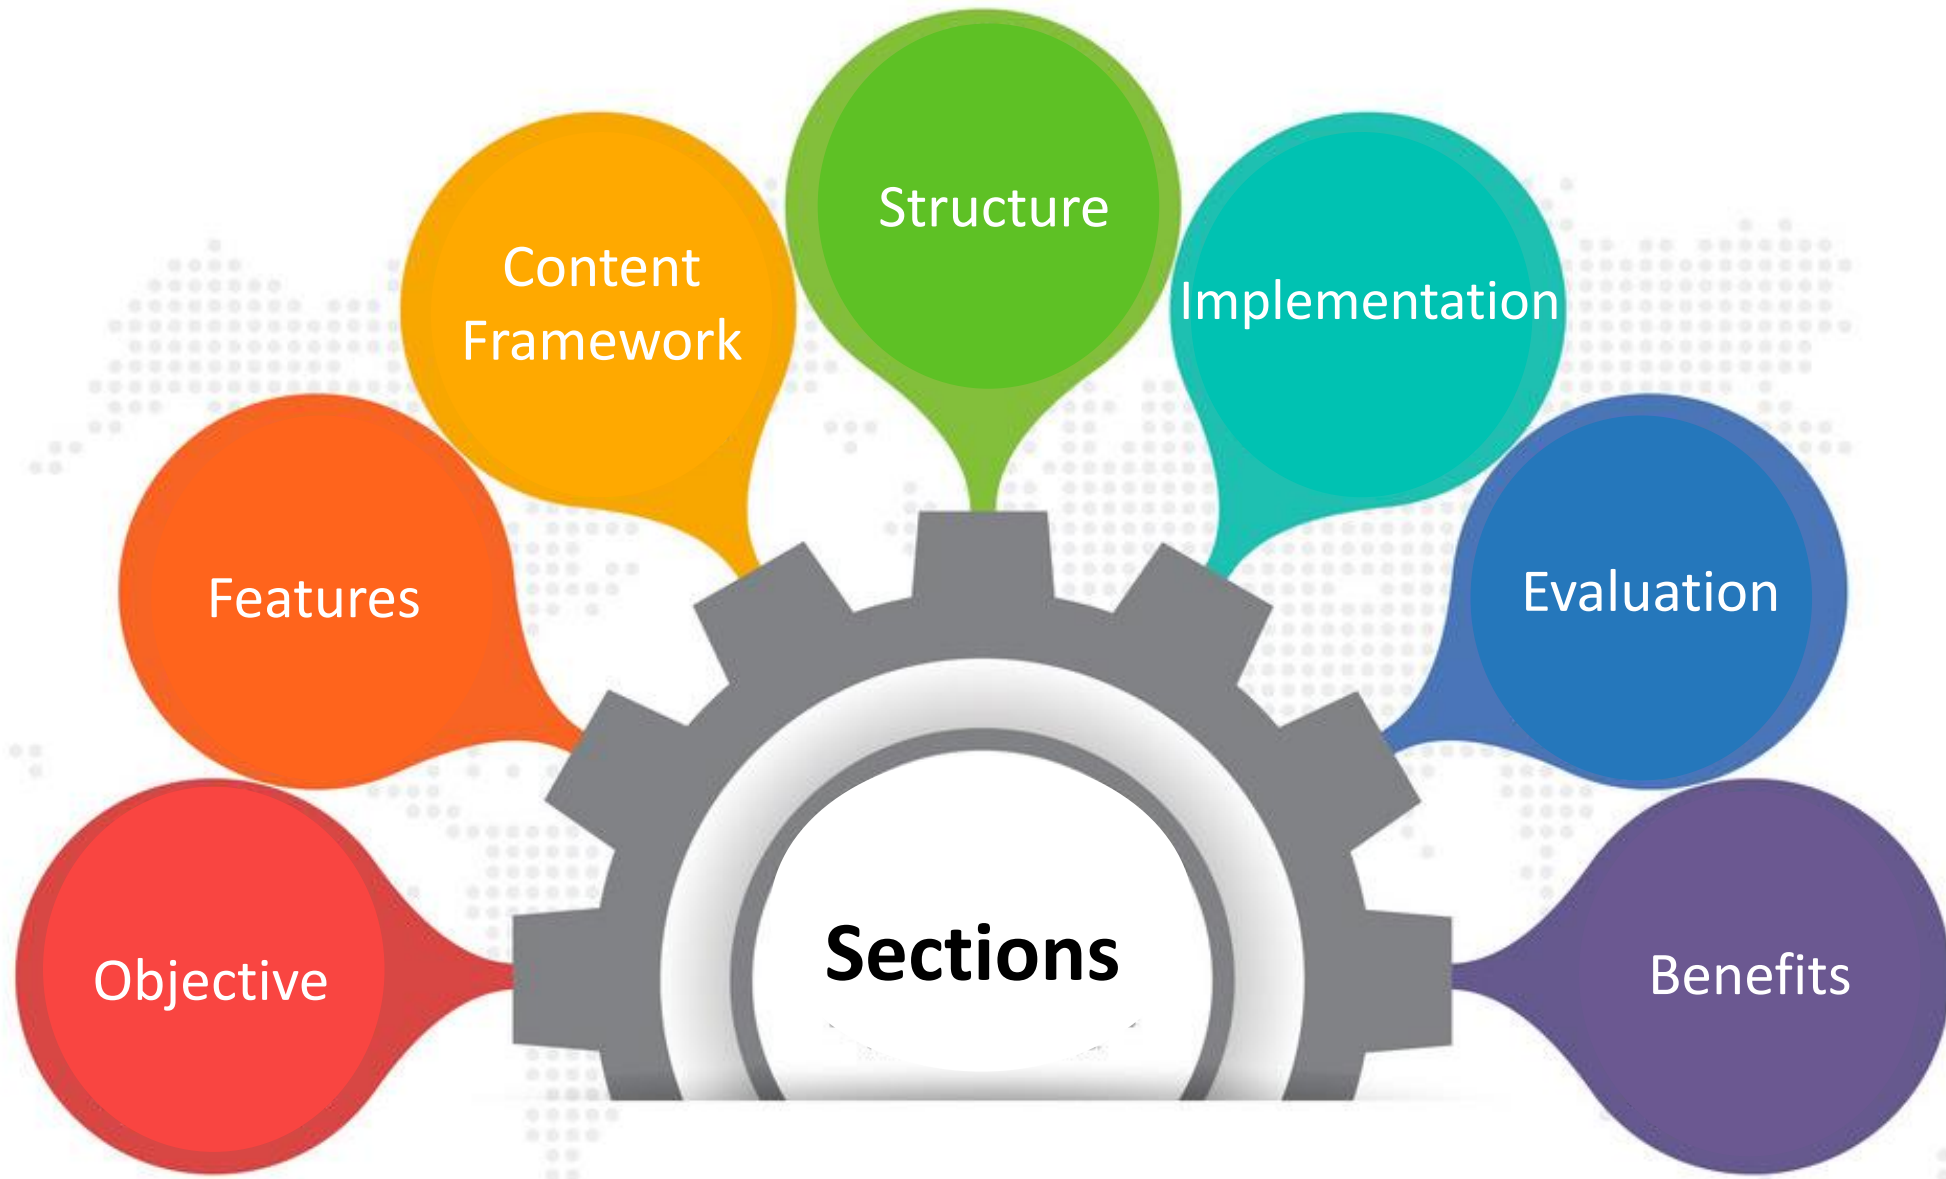 Structure
Content
Framework
Implementation
Features
Evaluation
Objective
Sections
Benefits